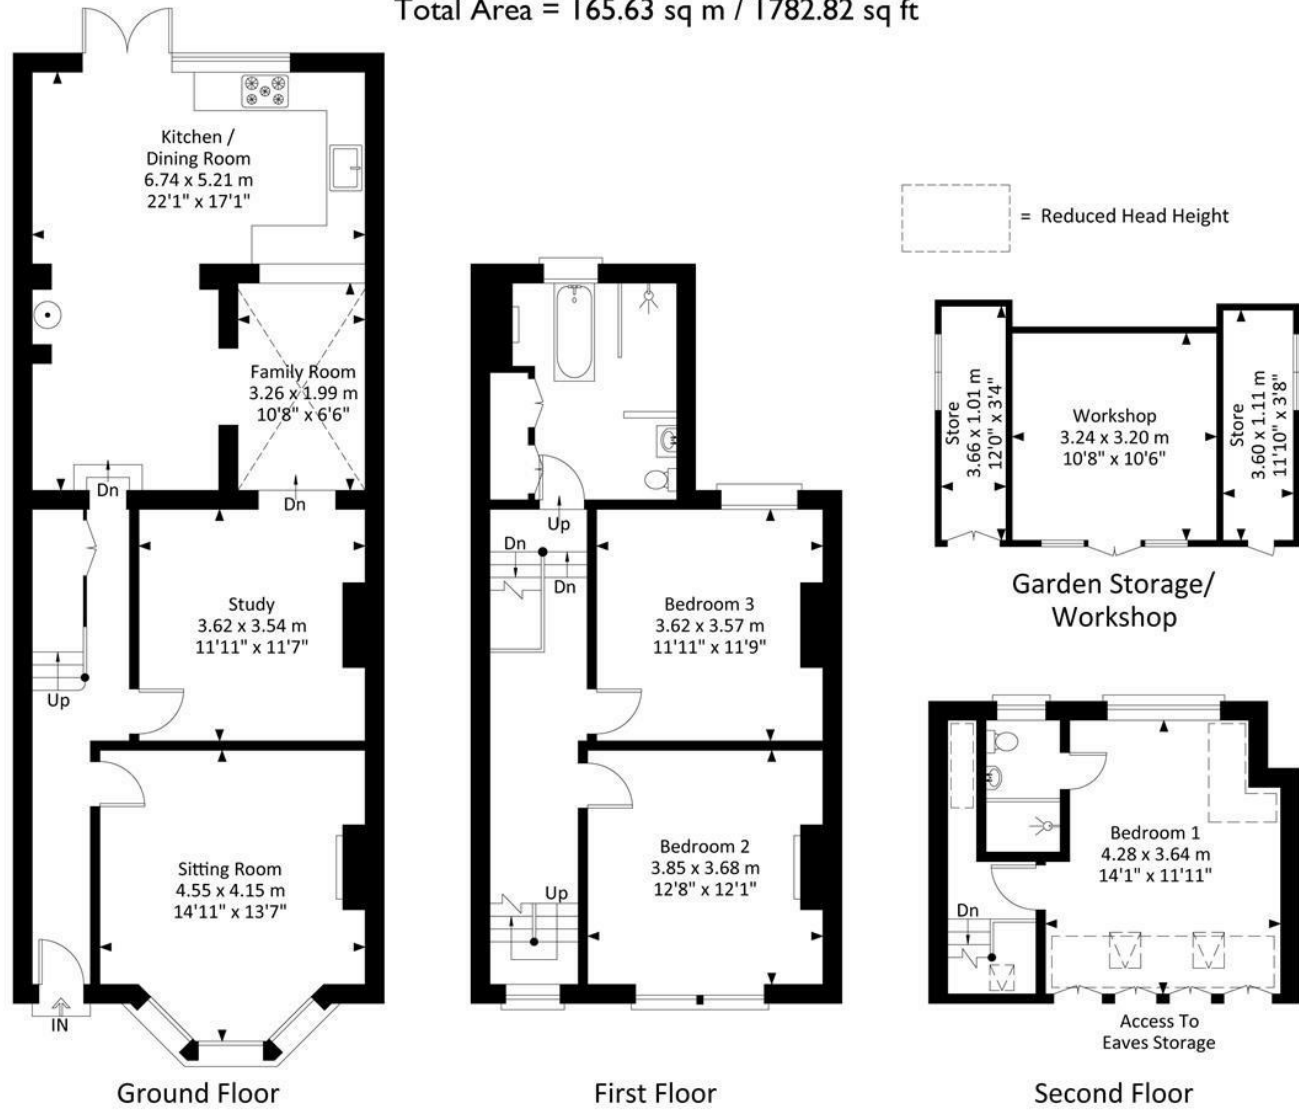 Total Area = 165.63 sq m / 1782.82 sq ft
Kitchen /
Dining Room
6.74 x 5.21 m
22'1" x 17'1"
Family Room
3.26 x 1.99 m
10'8" x 6'6"
Dn
Dn
Study
3.62 x 3.54 m
11'11" x 11'7"
Up
Sitting Room
4.55 x 4.15 m
14'11" x 13'7"
IN
Ground Floor
Up
Dn
Dn
Bedroom 3
3.62 x 3.57 m
11'11" x 11'9"
Bedroom 2
3.85 x 3.68 m
12'8" x 12'1"
Up
First Floor
= Reduced Head Height
Store
3.66 x 1.01 m
12'0" x 3'4"
Workshop
3.24 x 3.20 m
10'8" x 10'6"
Store
3.60 x 1.11 m
11'10" x 3'8"
Garden Storage/
Workshop
Bedroom 1
4.28 x 3.64 m
14'1" x 11'11"
Dn
Access To
Eaves Storage
Second Floor